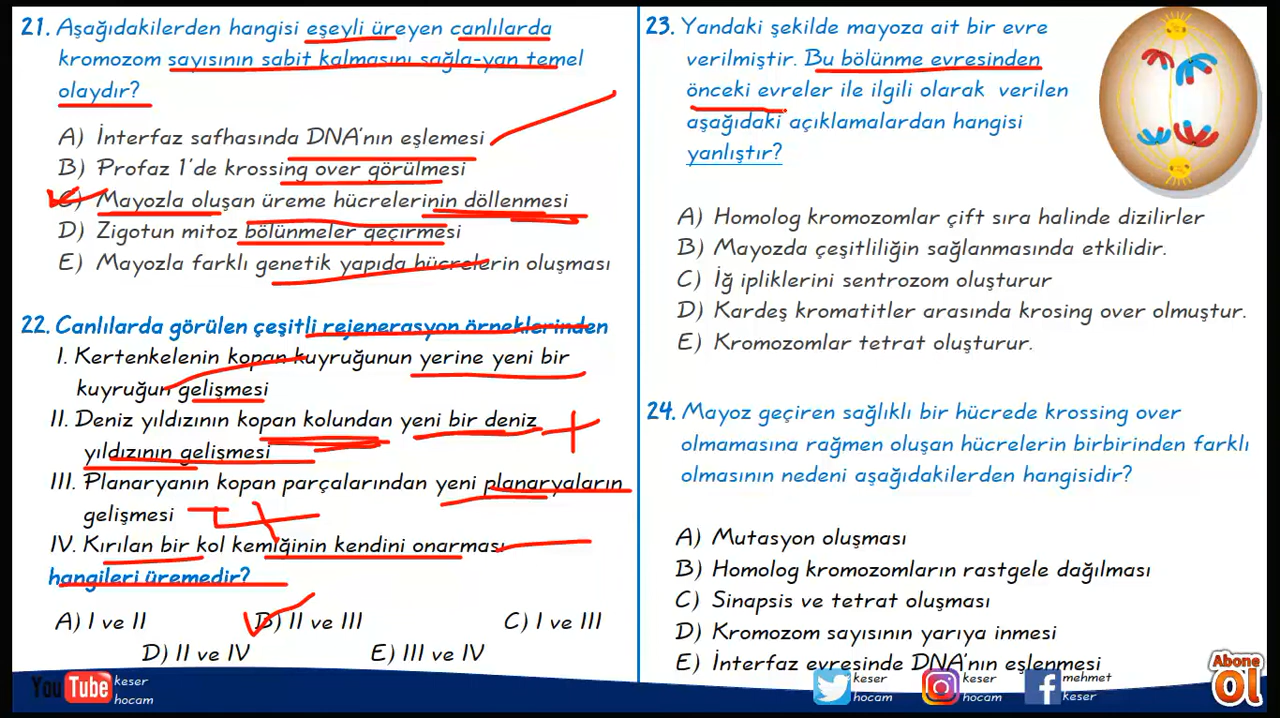 21. Aşağıdakilerden hangisi eşeyli üreyen canlılarda
kromozom sayısının sabit kalmasını sağla-yan temel
olaydır?
A) İnterfaz safhasında DNA'nın eşlemesi
B) Profaz 1'de krossing over görülmesi
C) Mayozla oluşan üreme hücrelerinin döllenmesi
D) Zigotun mitoz bölünmeler geçirmesi
E) Mayozla farklı genetik yapıda hücrelerin oluşması
22. Canlılarda görülen çeşitli rejenerasyon örneklerinden
I. Kertenkelenin kopan kuyruğunun yerine yeni bir
kuyruğun gelişmesi
II. Deniz yıldızının kopan kolundan yeni bir deniz
yıldızının gelişmesi
III. Planaryanın kopan parçalarından yeni planaryaların
gelişmesi
IV. Kırılan bir kol kemiğinin kendini onarması
hangileri üremedir?
A) I ve II B) II ve III C) I ve III
D) II ve IV E) III ve IV
23. Yandaki şekilde mayoza ait bir evre
verilmiştir. Bu bölünme evresinden
önceki evreler ile ilgili olarak verilen
aşağıdaki açıklamalardan hangisi
yanlıştır?
A) Homolog kromozomlar çift sıra halinde dizilirler
B) Mayozda çeşitliliğin sağlanmasında etkilidir.
C) İğ ipliklerini sentrozom oluşturur
D) Kardeş kromatitler arasında krosing over olmuştur.
E) Kromozomlar tetrat oluşturur.
24. Mayoz geçiren sağlıklı bir hücrede krossing over
olmamasına rağmen oluşan hücrelerin birbirinden farklı
olmasının nedeni aşağıdakilerden hangisidir?
A) Mutasyon oluşması
B) Homolog kromozomların rastgele dağılması
C) Sinapsis ve tetrat oluşması
D) Kromozom sayısının yarıya inmesi
E) İnterfaz evresinde DNA'nın eşlenmesi
YouTube keser
hocam
keser
hocam
keser
hocam
mehmet
keser
Abone
ol